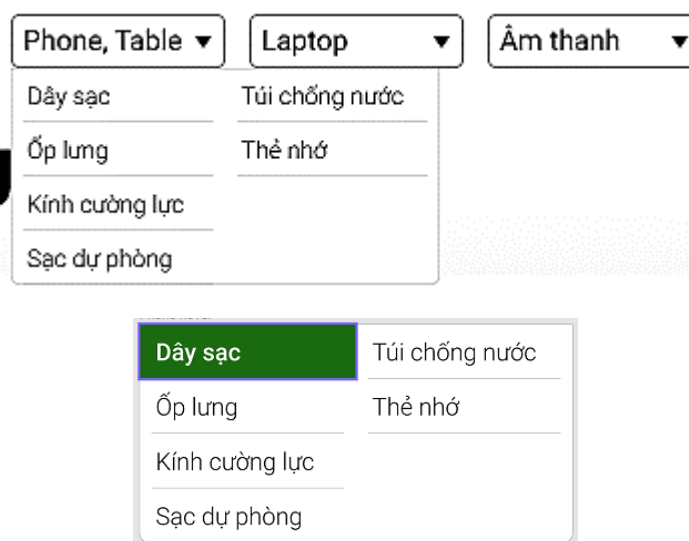 Phone, Table Laptop Âm thanh
Dây sạc Túi chống nước
Ốp lưng Thẻ nhớ
Kính cường lực
Sạc dự phòng
Dây sạc Túi chống nước
Ốp lưng Thẻ nhớ
Kính cường lực
Sạc dự phòng